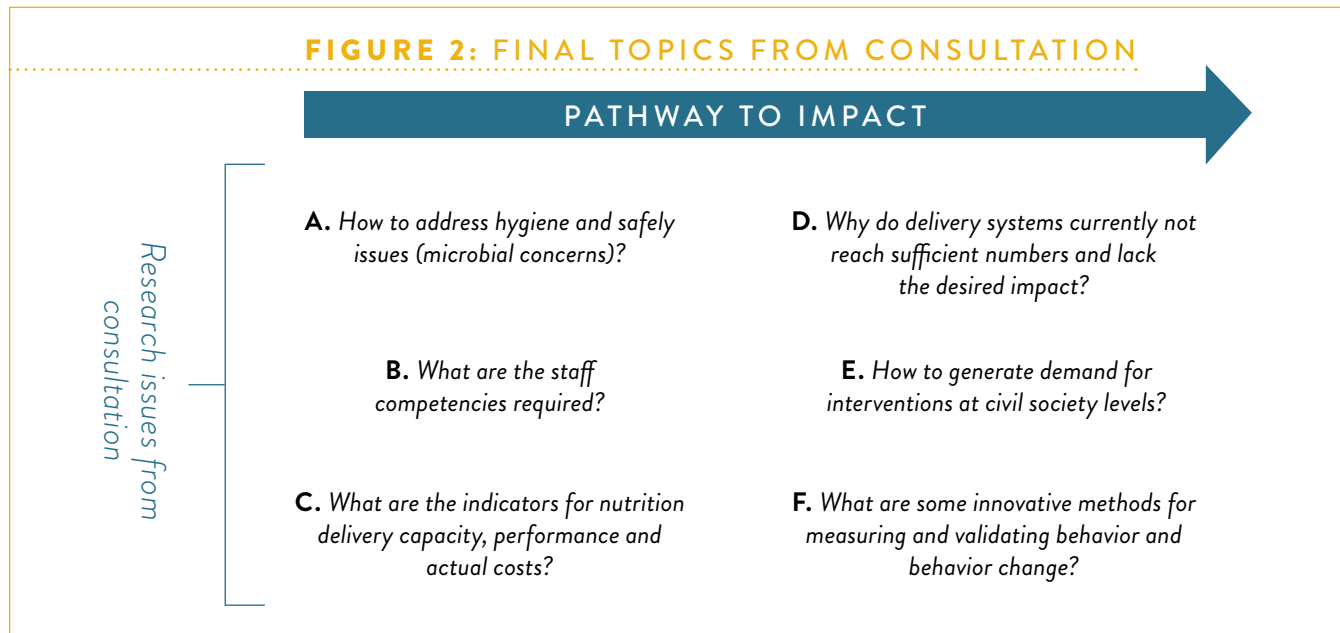 FIGURE 2: FINAL TOPICS FROM CONSULTATION
PATHWAY TO IMPACT
Research issues from
consultation
A. How to address hygiene and safely
issues (microbial concerns)?
B. What are the staff
competencies required?
C. What are the indicators for nutrition
delivery capacity, performance and
actual costs?
D. Why do delivery systems currently not
reach sufficient numbers and lack
the desired impact?
E. How to generate demand for
interventions at civil society levels?
F. What are some innovative methods for
measuring and validating behavior and
behavior change?